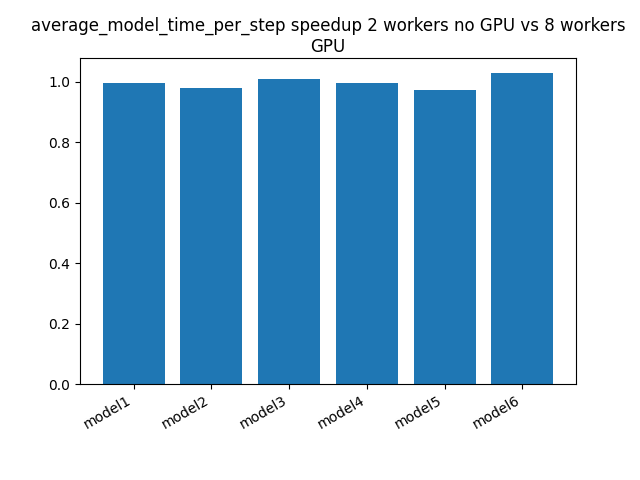 average_model_time_per_step speedup 2 workers no GPU vs 8 workers
GPU
1.0
0.8
0.6
0.4
0.2
0.0
model1
model2
model3
model4
model5
model6